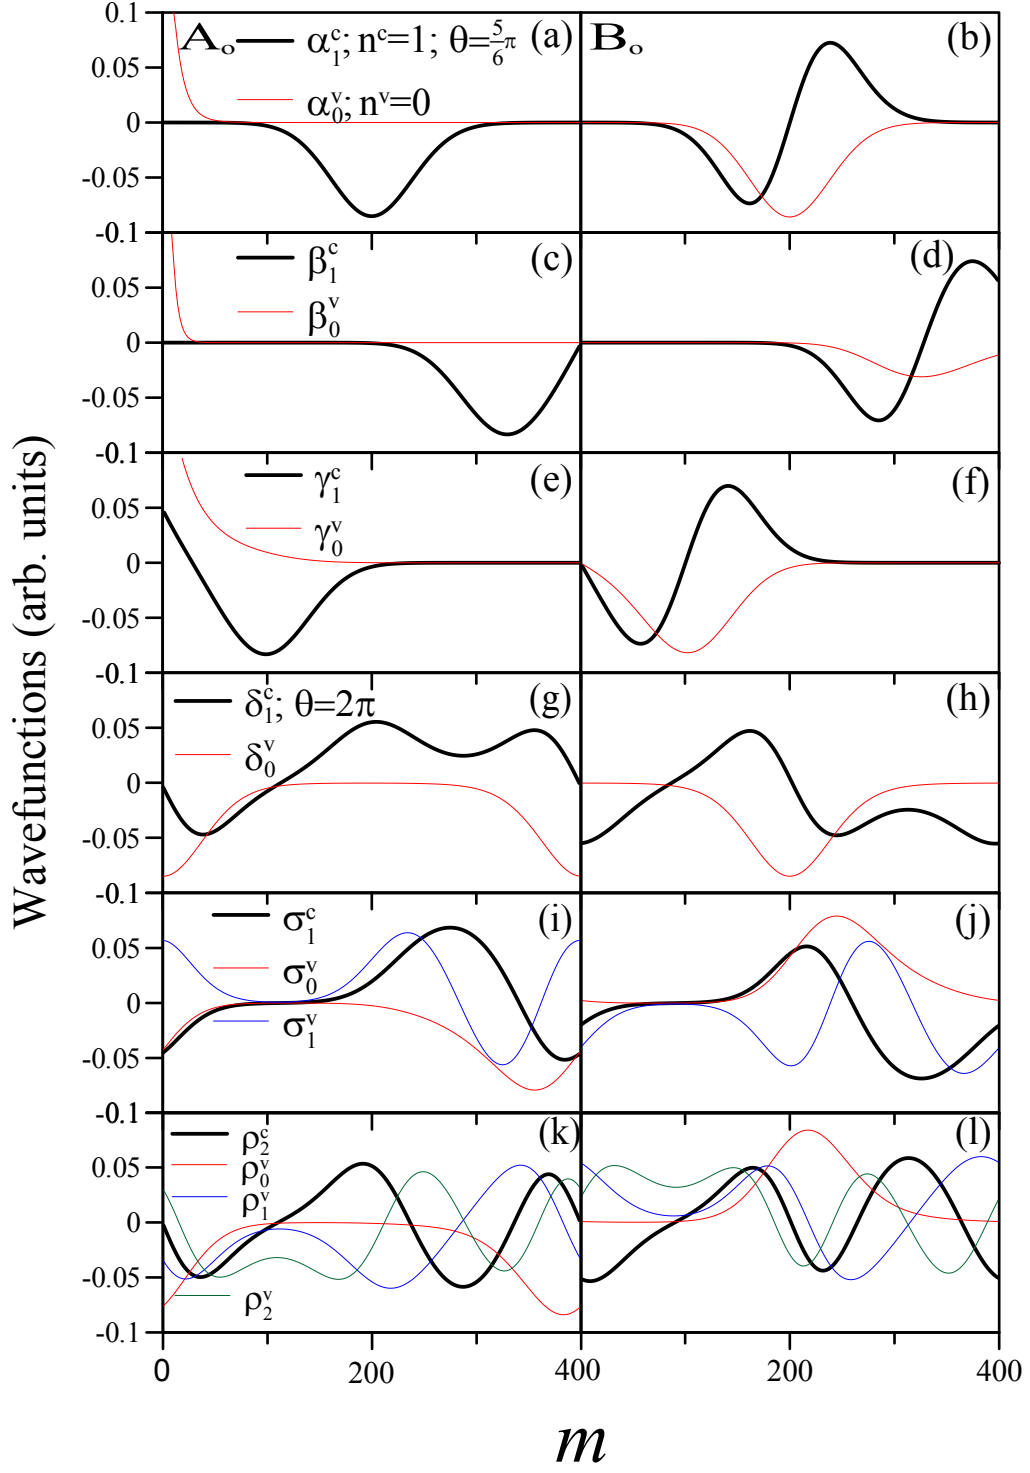 Wavefunctions (arb. units)
0.1
A₀
α₁ᶜ; nᶜ=1; θ=5/6π
(a)
B₀
(b)
0.05
α₀ᵛ; nᵛ=0
0
-0.05
-0.1
β₁ᶜ
(c)
(d)
0.05
β₀ᵛ
0
-0.05
-0.1
γ₁ᶜ
(e)
(f)
0.05
γ₀ᵛ
0
-0.05
-0.1
δ₁ᶜ; θ=2π
(g)
(h)
0.05
δ₀ᵛ
0
-0.05
-0.1
σ₁ᶜ
(i)
(j)
0.05
σ₀ᵛ
0
σ₁ᵛ
-0.05
-0.1
ρ₂ᶜ
(k)
(l)
0.05
ρ₀ᵛ
ρ₁ᵛ
0
-0.05
ρ₂ᵛ
-0.1
0 200 400 200 400
m